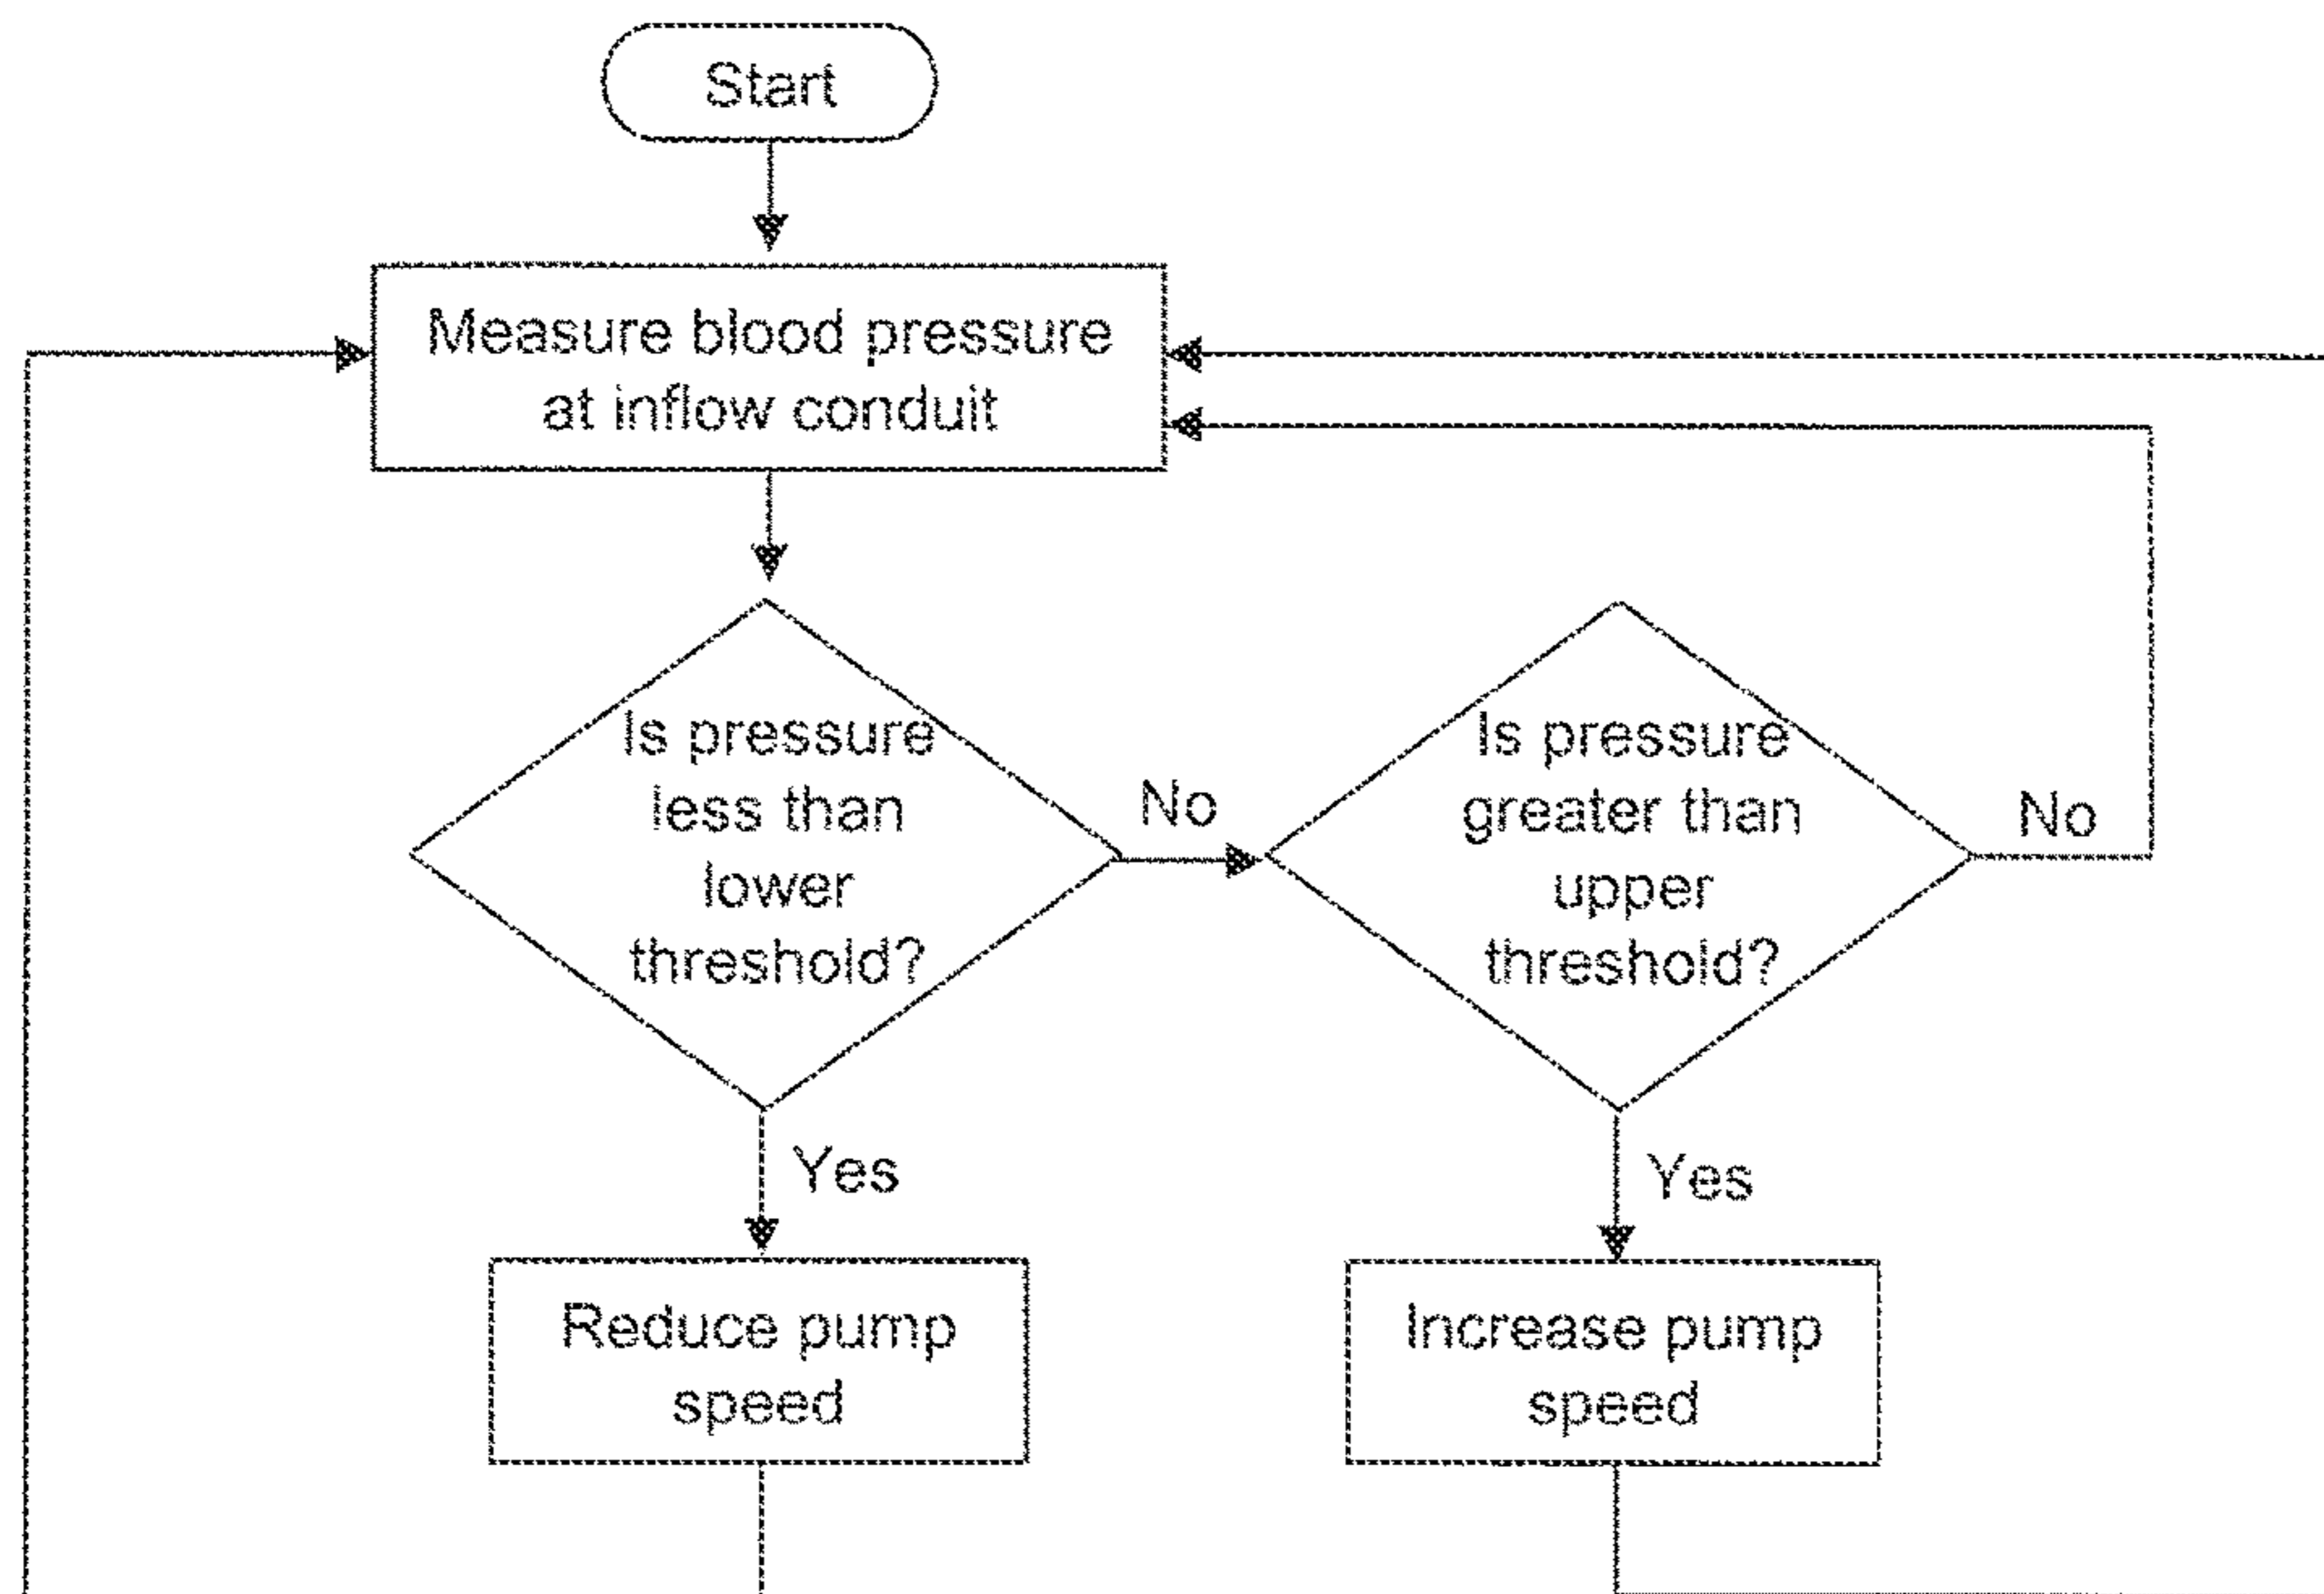 Start
Measure blood pressure
at inflow conduit
Is pressure
less than
lower
threshold?
No
Is pressure
greater than
upper
threshold?
No
Yes
Yes
Reduce pump
speed
Increase pump
speed